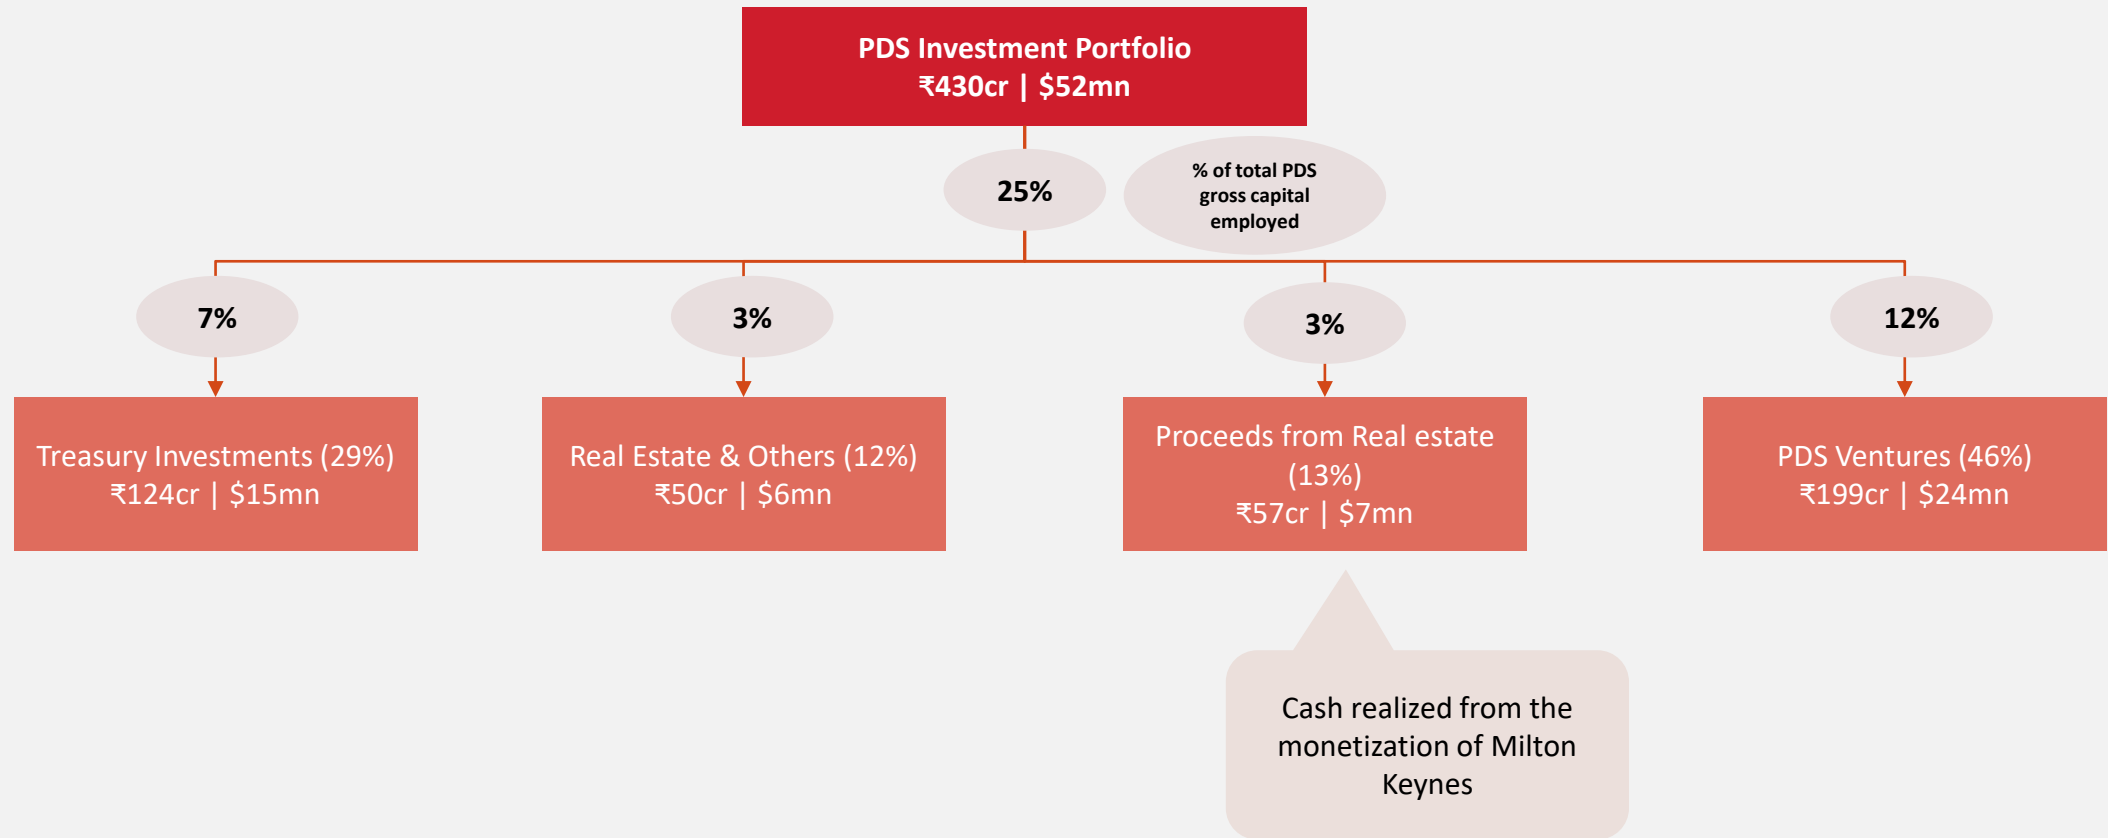 PDS Investment Portfolio
₹430cr | $52mn
25%
% of total PDS
gross capital
employed
7%
3%
3%
12%
Treasury Investments (29%)
₹124cr | $15mn
Real Estate & Others (12%)
₹50cr | $6mn
Proceeds from Real estate
(13%)
₹57cr | $7mn
PDS Ventures (46%)
₹199cr | $24mn
Cash realized from the
monetization of Milton
Keynes